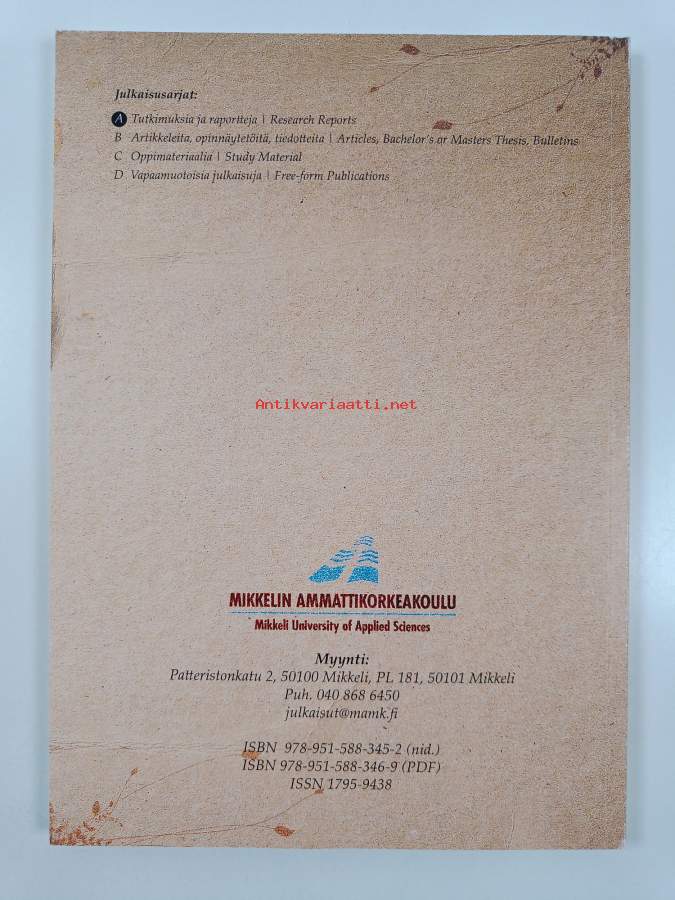 Julkaisusarjat:
A Tutkimuksia ja raportteja | Research Reports
B Artikkeleita, opinnäytetöitä, tiedotteita | Articles, Bachelor's or Masters Thesis, Bulletins
C Oppimateriaalia | Study Material
D Vapaamuotoisia julkaisuja | Free-form Publications
Antikvariaatti.net
MIKKELIN AMMATTIKORKEAKOULU
Mikkeli University of Applied Sciences
Myynti:
Patteristonkatu 2, 50100 Mikkeli, PL 181, 50101 Mikkeli
Puh. 040 868 6450
julkaisut@mamk.fi
ISBN 978-951-588-345-2 (nid.)
ISBN 978-951-588-346-9 (PDF)
ISSN 1795-9438